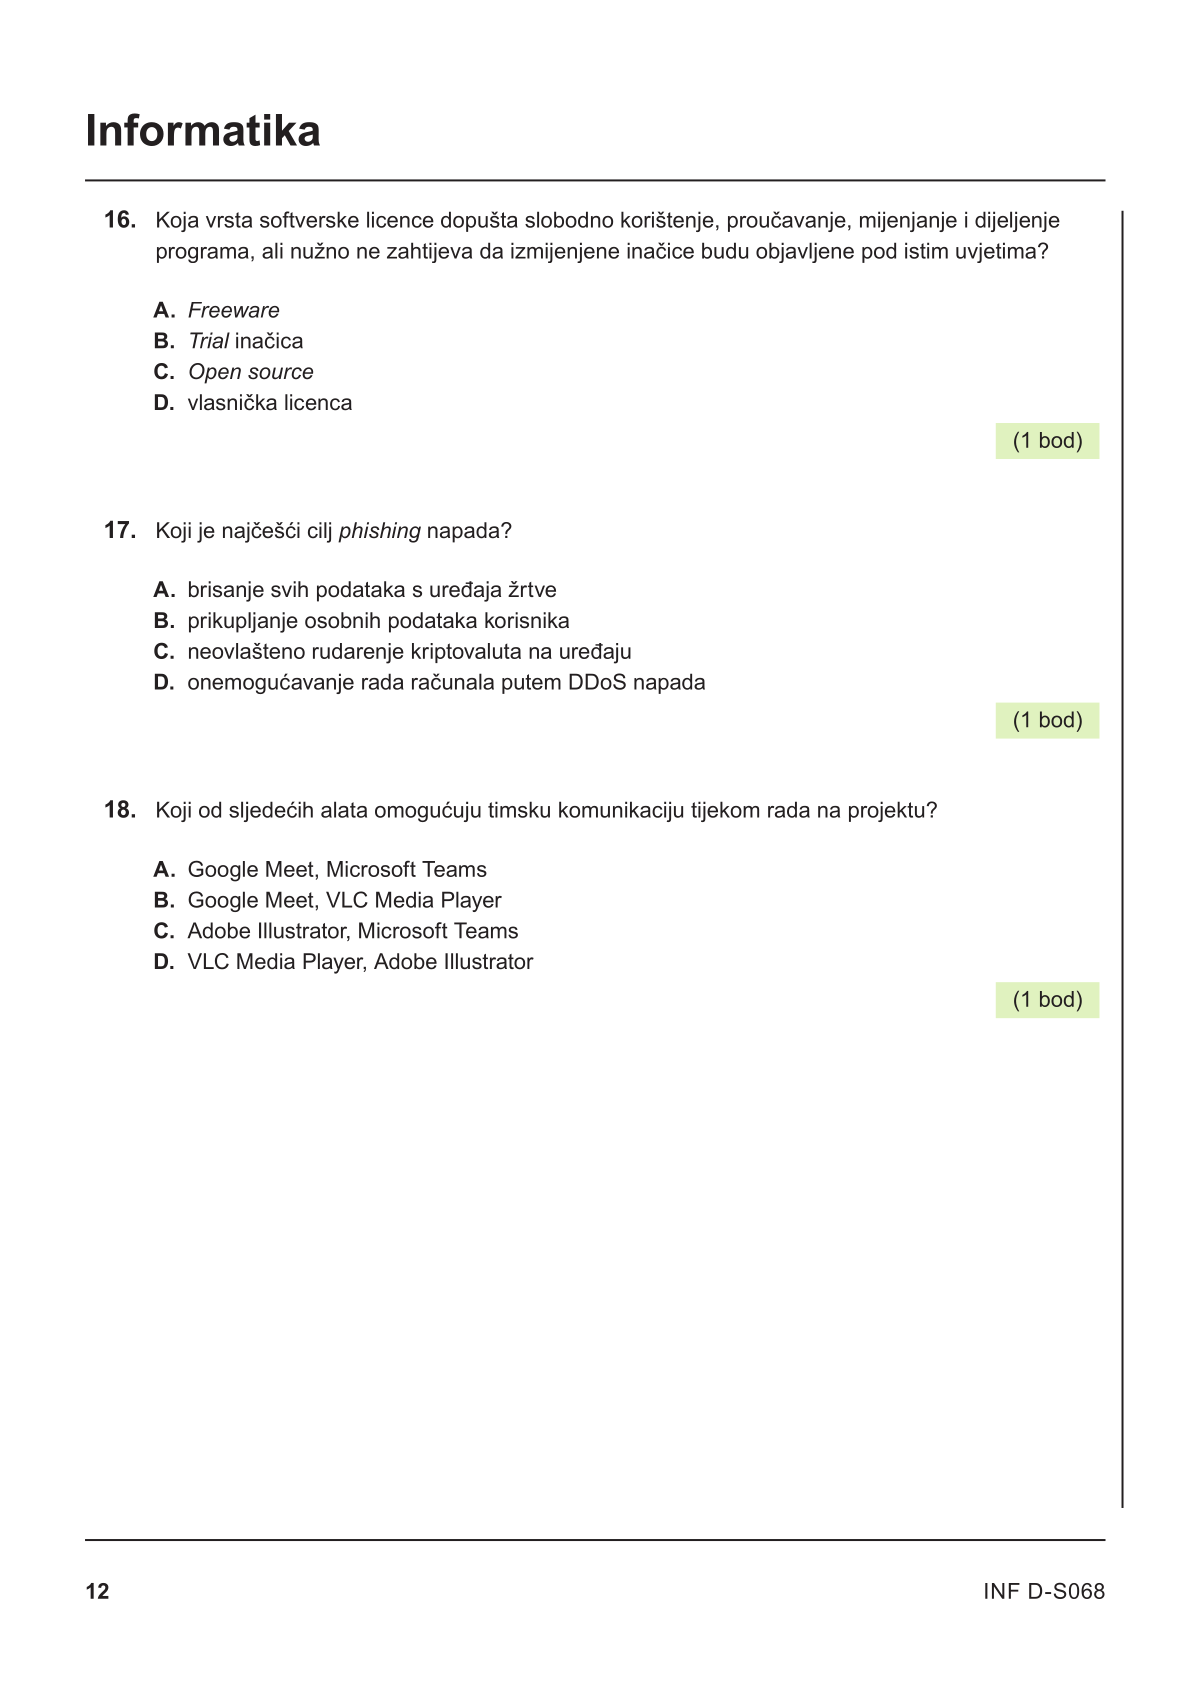 Informatika
16. Koja vrsta softverske licence dopušta slobodno korištenje, proučavanje, mijenjanje i dijeljenje
programa, ali nužno ne zahtijeva da izmijenjene inačice budu objavljene pod istim uvjetima?
A. Freeware
B. Trial inačica
C. Open source
D. vlasnička licenca
(1 bod)
17. Koji je najčešći cilj phishing napada?
A. brisanje svih podataka s uređaja žrtve
B. prikupljanje osobnih podataka korisnika
C. neovlašteno rudarenje kriptovaluta na uređaju
D. onemogućavanje rada računala putem DDoS napada
(1 bod)
18. Koji od sljedećih alata omogućuju timsku komunikaciju tijekom rada na projektu?
A. Google Meet, Microsoft Teams
B. Google Meet, VLC Media Player
C. Adobe Illustrator, Microsoft Teams
D. VLC Media Player, Adobe Illustrator
(1 bod)
12 INF D-S068